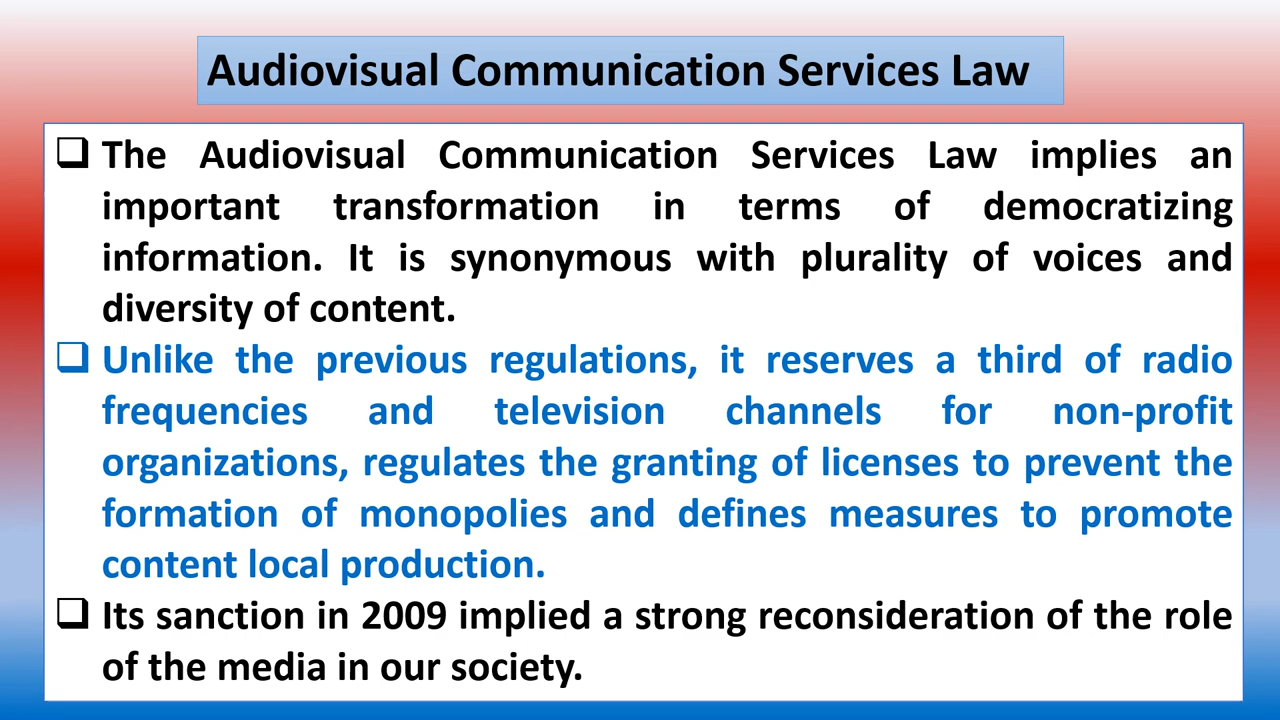 Audiovisual Communication Services Law
The Audiovisual Communication Services Law implies an
important transformation in terms of democratizing
information. It is synonymous with plurality of voices and
diversity of content.
Unlike the previous regulations, it reserves a third of radio
frequencies and television channels for non-profit
organizations, regulates the granting of licenses to prevent the
formation of monopolies and defines measures to promote
content local production.
Its sanction in 2009 implied a strong reconsideration of the role
of the media in our society.